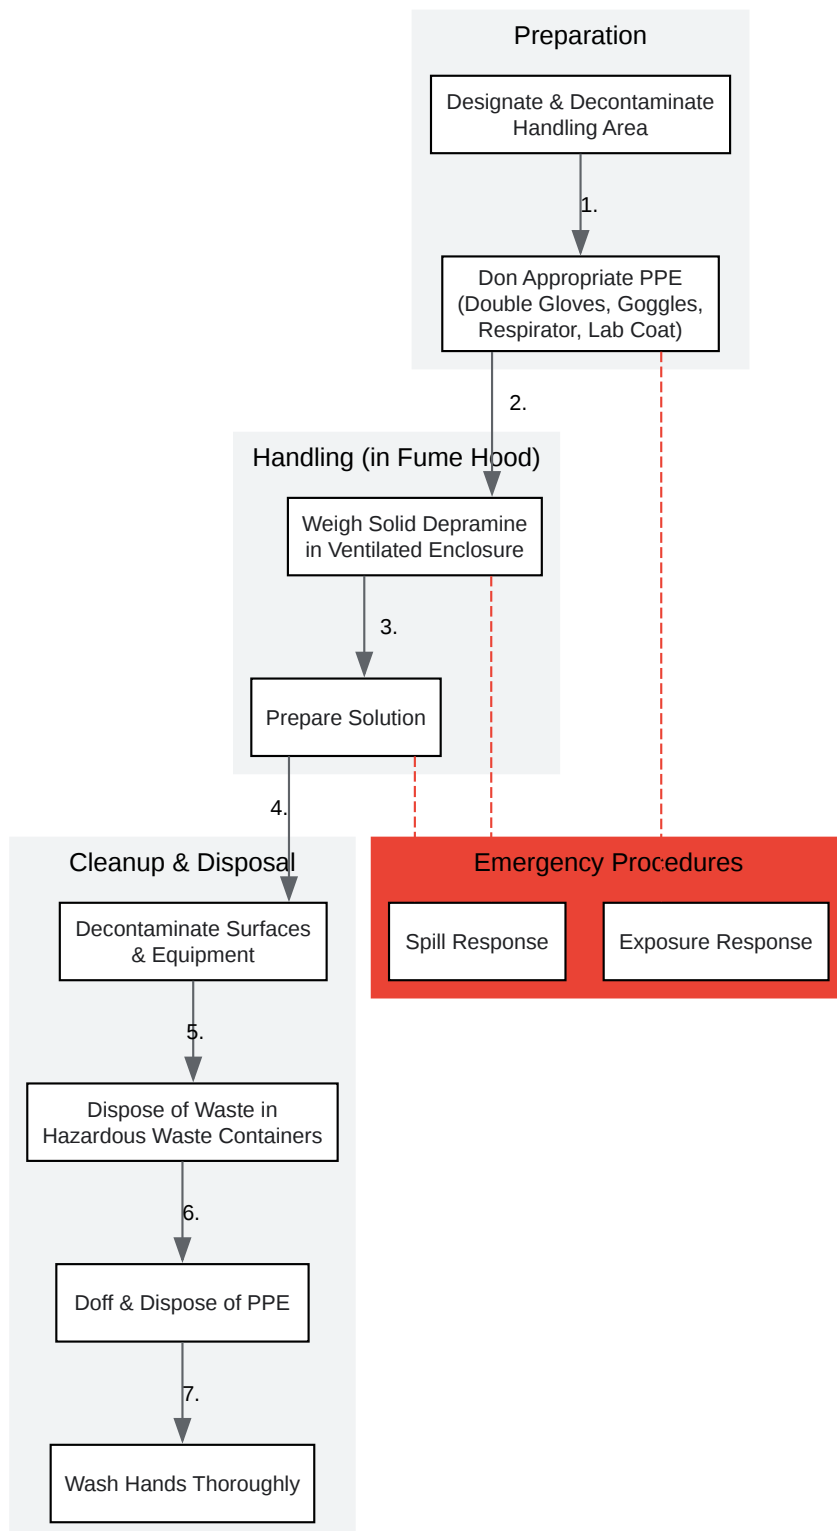 Preparation
Designate & Decontaminate
Handling Area
1.
Don Appropriate PPE
(Double Gloves, Goggles,
Respirator, Lab Coat)
2.
Handling (in Fume Hood)
Weigh Solid Depramine
in Ventilated Enclosure
3.
Prepare Solution
4.
Cleanup & Disposal
Decontaminate Surfaces
& Equipment
5.
Dispose of Waste in
Hazardous Waste Containers
6.
Doff & Dispose of PPE
7.
Wash Hands Thoroughly
Emergency Procedures
Spill Response
Exposure Response